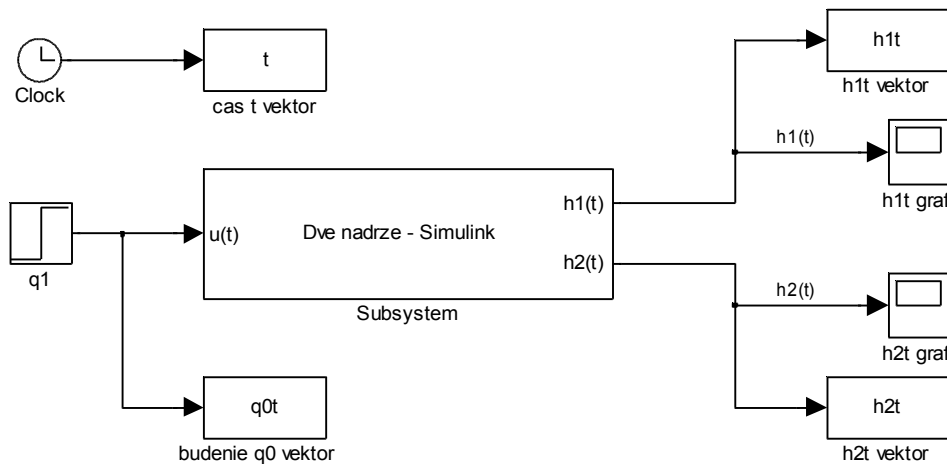 t
Clock
cas t vektor
h1t
h1t vektor
h1(t)
h1t graf
h1(t)
u(t)
Dve nadrze - Simulink
h2(t)
q1
Subsystem
h2(t)
h2t graf
q0t
budenie q0 vektor
h2t
h2t vektor